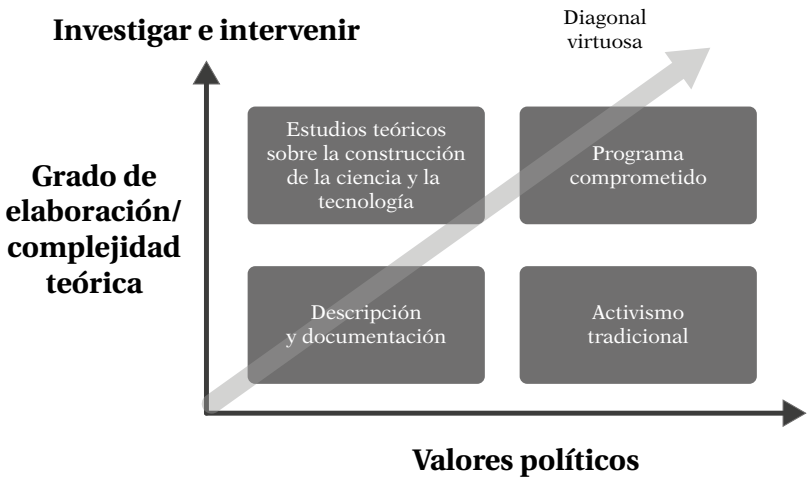 Investigar e intervenir
Diagonal
virtuosa
Grado de
elaboración/
complejidad
teórica
Estudios teóricos
sobre la construcción
de la ciencia y la
tecnología
Programa
comprometido
Descripción
y documentación
Activismo
tradicional
Valores políticos